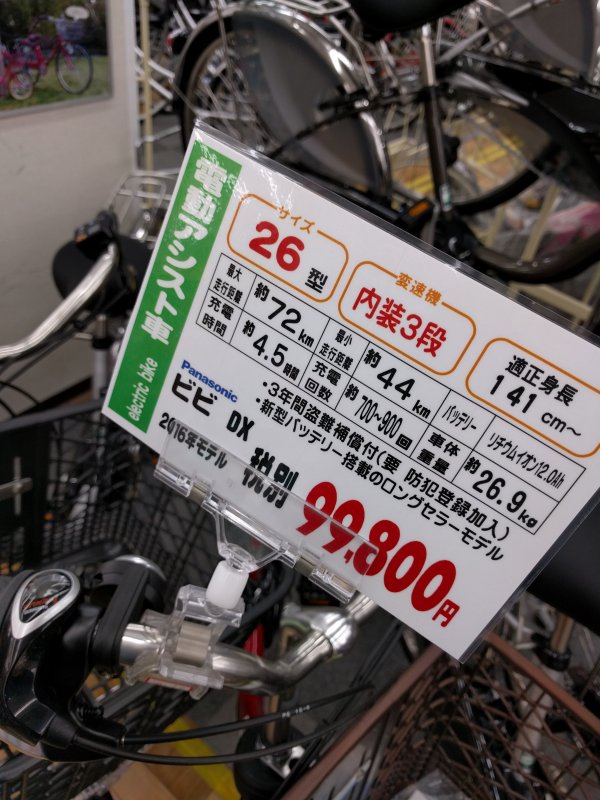 電動アシスト車
electric bike
サイズ
26型
変速機
内装3段
適正身長
141cm〜
最大走行距離 約72km 最小走行距離 約44km バッテリー リチウムイオン12.0Ah
充電時間 約4.5時間 充電回数 約700~900回 車体重量 約26.9kg
Panasonic
ビビ DX
2016年モデル
・3年間盗難補償付(要 防犯登録加入)
・新型バッテリー搭載のロングセラーモデル
税別 99,800円